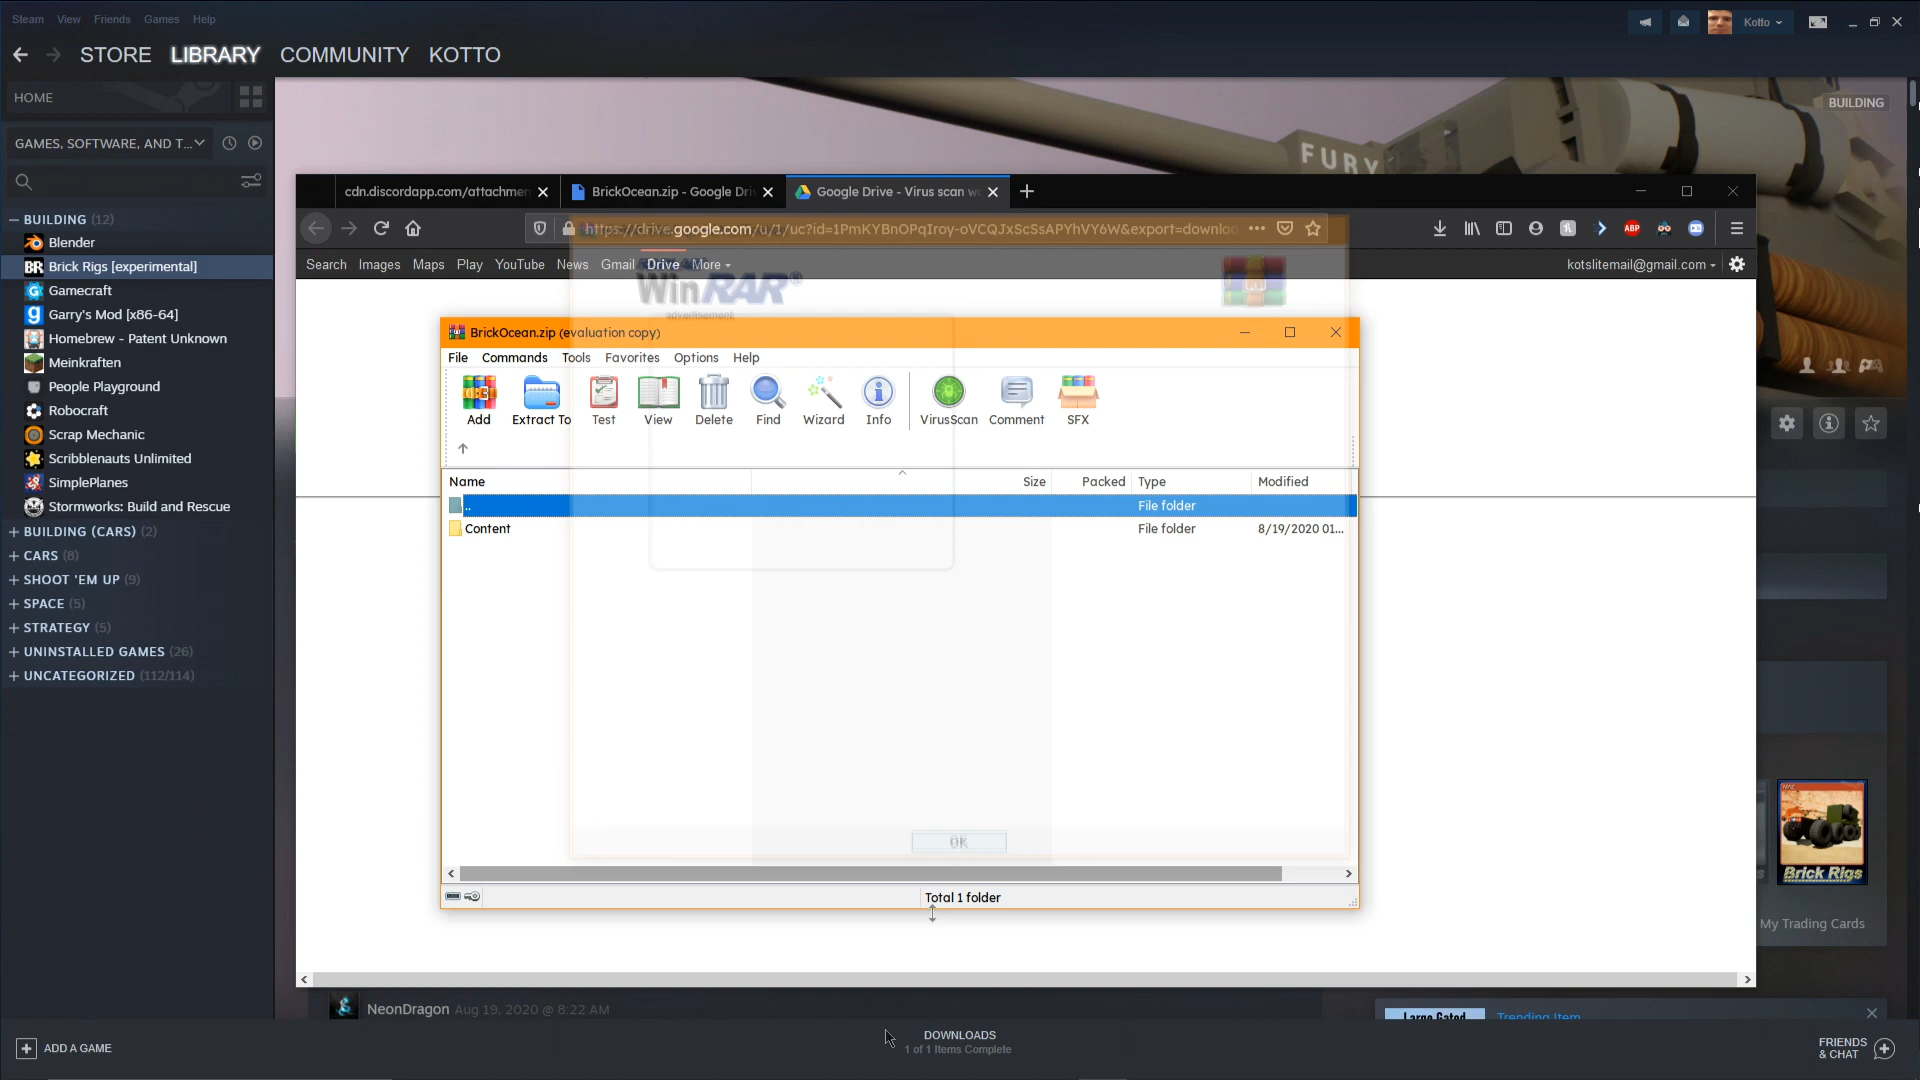 Steam View Friends Games Help
Kotto
STORE LIBRARY COMMUNITY KOTTO
HOME
BUILDING
GAMES, SOFTWARE, AND T...
FURY
cdn.discordapp.com/attachmen
BrickOcean.zip - Google Dri
Google Drive - Virus scan w
https://drive.google.com/u/1/uc?id=1PmKYBnOPqIroy-oVCQJxScSsAPYhVY6W&export=downloa
ABP
Search Images Maps Play YouTube News Gmail Drive More
kotslitemail@gmail.com
WinRAR®
advertisement
BrickOcean.zip (evaluation copy)
File Commands Tools Favorites Options Help
Add Extract To Test View Delete Find Wizard Info VirusScan Comment SFX
Name Size Packed Type Modified
.. File folder
Content File folder 8/19/2020 01...
OK
Total 1 folder
BUILDING (12)
Blender
BR Brick Rigs [experimental]
Gamecraft
Garry's Mod [x86-64]
Homebrew - Patent Unknown
Meinkraften
People Playground
Robocraft
Scrap Mechanic
Scribblenauts Unlimited
SimplePlanes
Stormworks: Build and Rescue
BUILDING (CARS) (2)
CARS (8)
SHOOT 'EM UP (9)
SPACE (5)
STRATEGY (5)
UNINSTALLED GAMES (26)
UNCATEGORIZED (112/114)
Brick Rigs
My Trading Cards
NeonDragon Aug 19, 2020 @ 8:22 AM
Large Gated
Trending Item
ADD A GAME
DOWNLOADS
1 of 1 Items Complete
FRIENDS
& CHAT